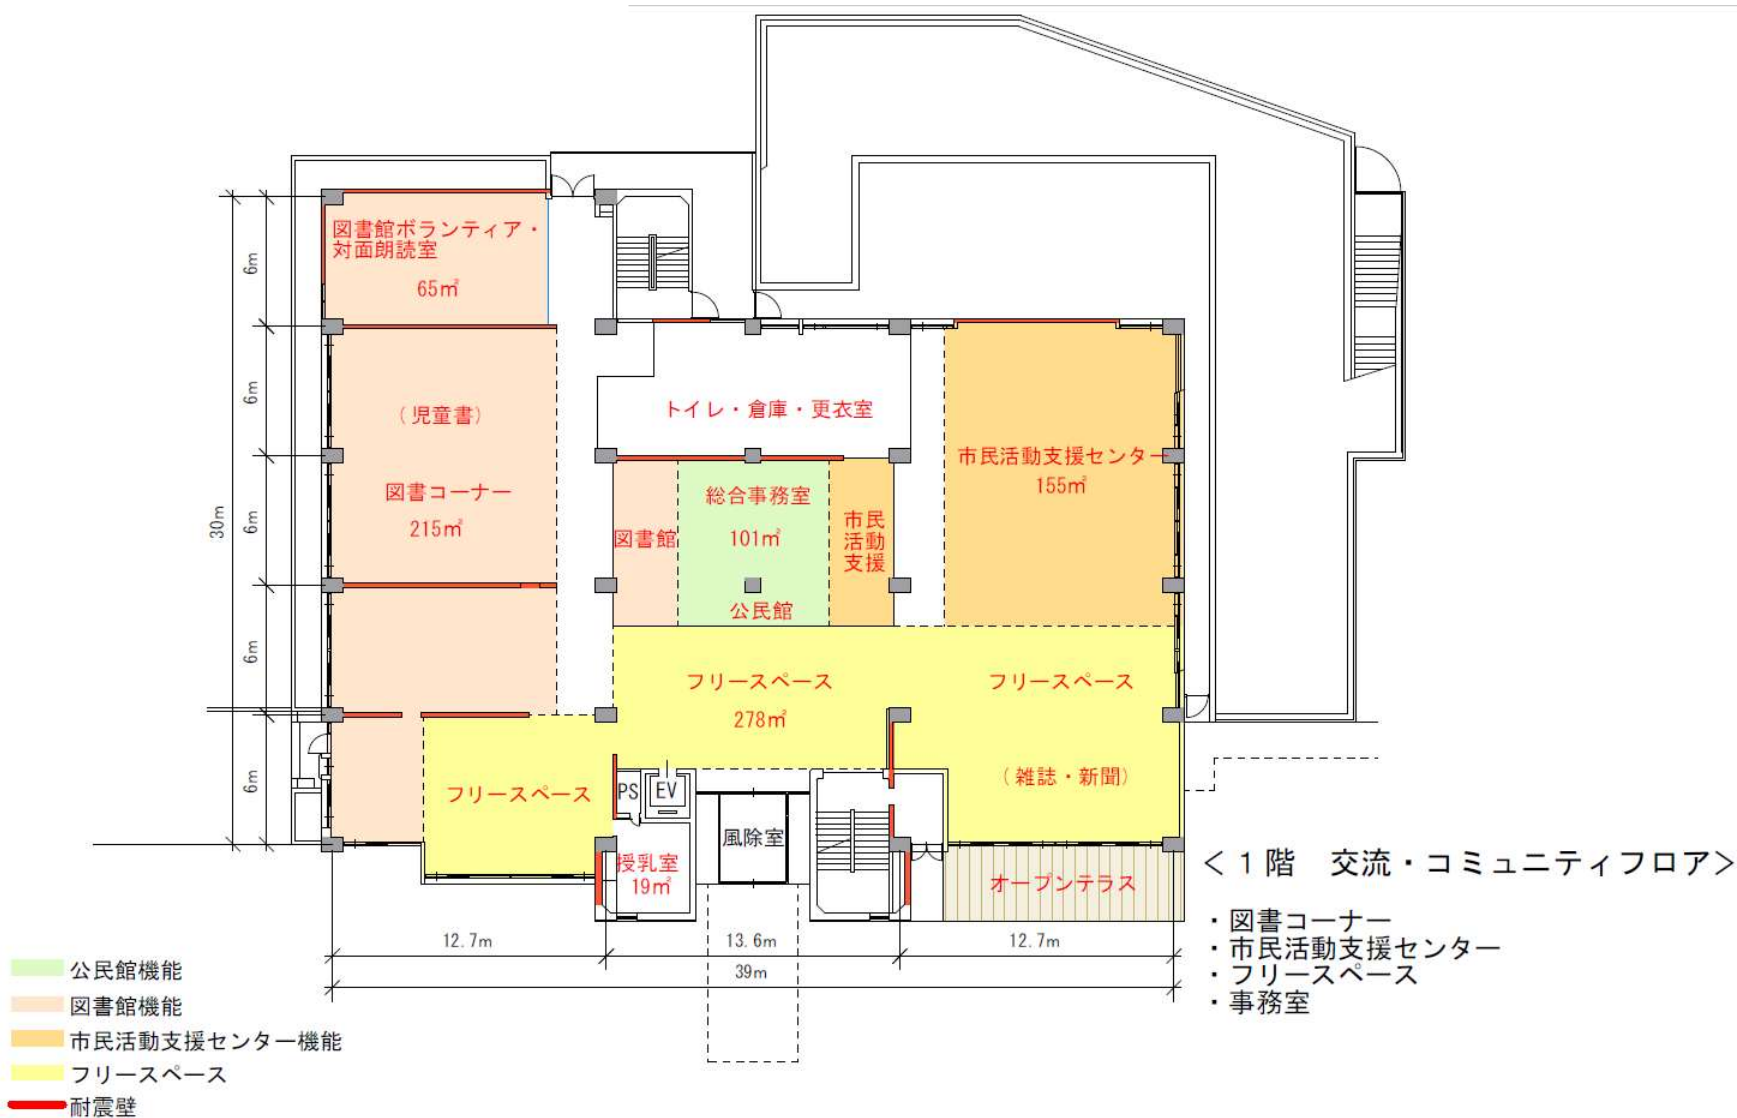 図書館ボランティア・
対面朗読室
65㎡
(児童書)
図書コーナー
215㎡
トイレ・倉庫・更衣室
市民活動支援センター
155㎡
図書館
総合事務室
101㎡
公民館
市民
活動
支援
フリースペース
278㎡
フリースペース
(雑誌・新聞)
フリースペース
PS
EV
風除室
授乳室
19㎡
オープンテラス
30m
6m
6m
6m
6m
6m
12.7m
13.6m
12.7m
39m
<1階 交流・コミュニティフロア>
・図書コーナー
・市民活動支援センター
・フリースペース
・事務室
公民館機能
図書館機能
市民活動支援センター機能
フリースペース
耐震壁